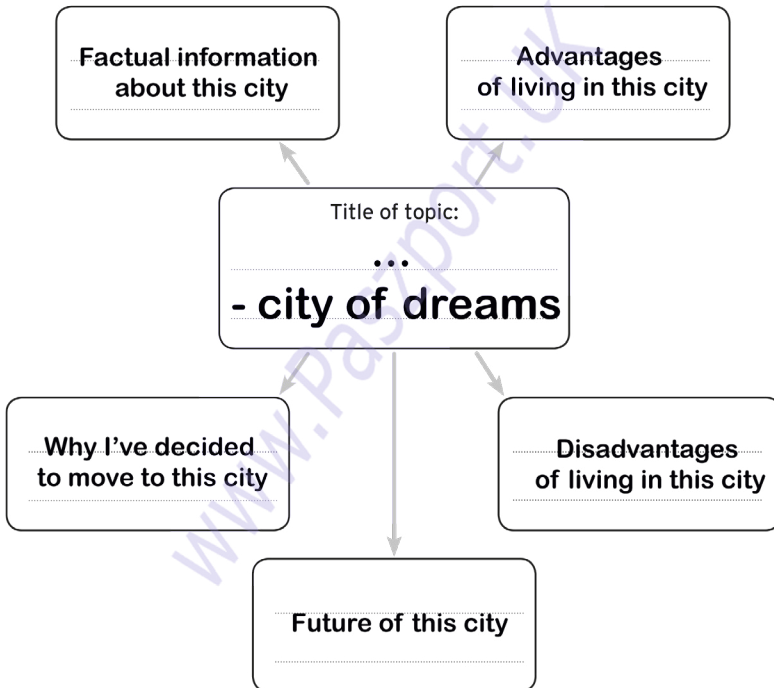 Factual information
about this city
Advantages
of living in this city
Title of topic:
...
- city of dreams
Why I've decided
to move to this city
Disadvantages
of living in this city
Future of this city
www.Paszport.UK